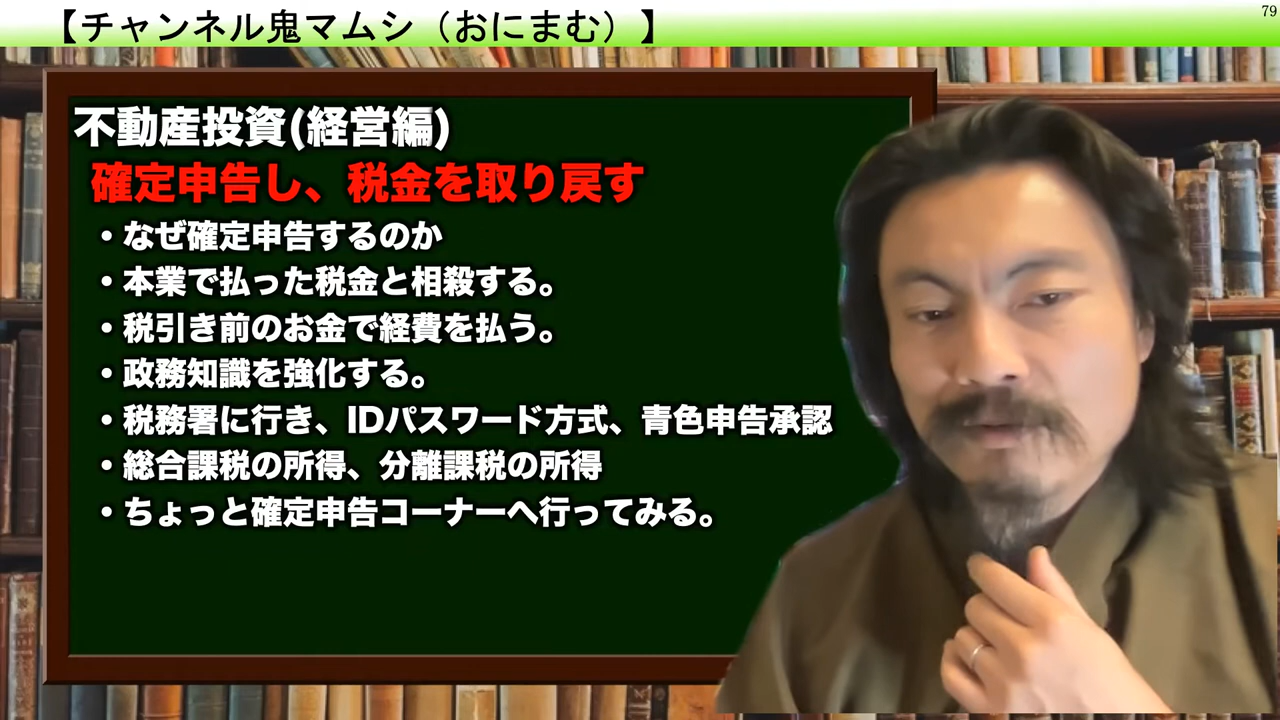 【チャンネル鬼マムシ（おにまむ）】
79
不動産投資(経営編)
確定申告し、税金を取り戻す
・なぜ確定申告するのか
・本業で払った税金と相殺する。
・税引き前のお金で経費を払う。
・政務知識を強化する。
・税務署に行き、IDパスワード方式、青色申告承認
・総合課税の所得、分離課税の所得
・ちょっと確定申告コーナーへ行ってみる。